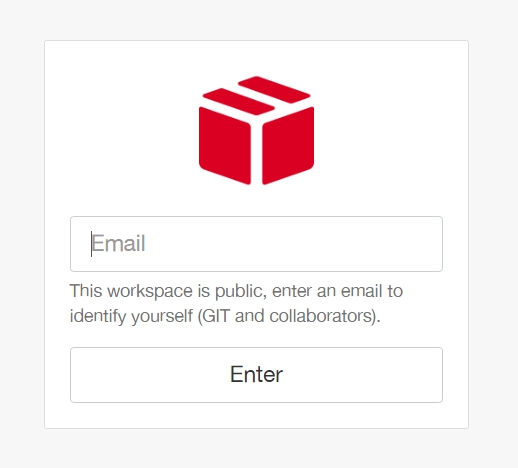 Email
This workspace is public, enter an email to
identify yourself (GIT and collaborators).
Enter